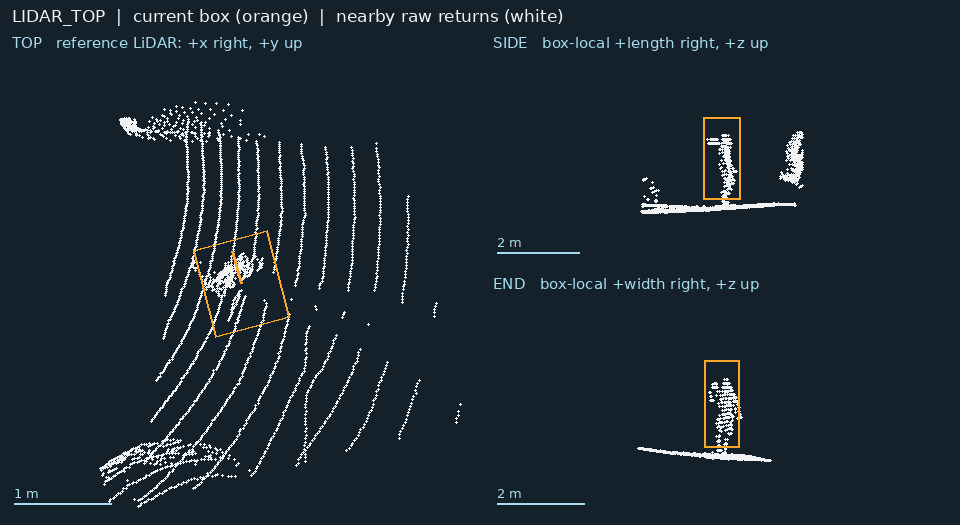 LIDAR_TOP | current box (orange) | nearby raw returns (white)
TOP reference LiDAR: +x right, +y up
SIDE box-local +length right, +z up
2 m
END box-local +width right, +z up
1 m
2 m